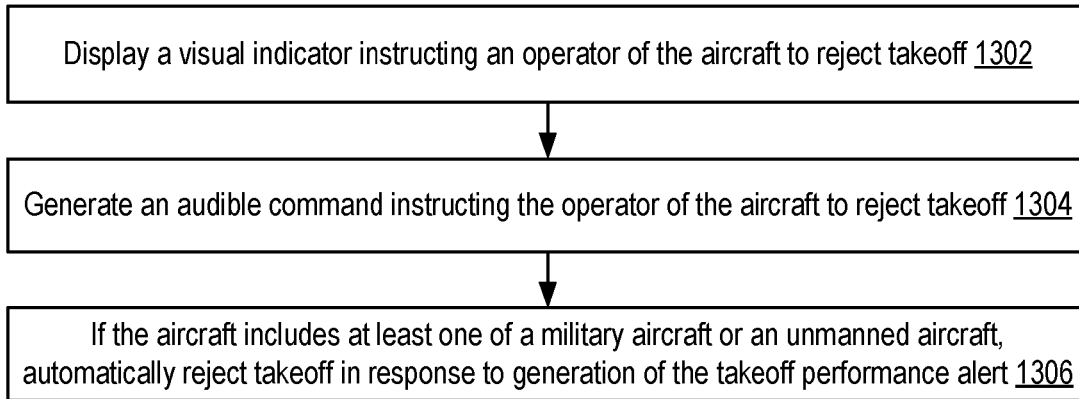 Display a visual indicator instructing an operator of the aircraft to reject takeoff 1302
Generate an audible command instructing the operator of the aircraft to reject takeoff 1304
If the aircraft includes at least one of a military aircraft or an unmanned aircraft,
automatically reject takeoff in response to generation of the takeoff performance alert 1306